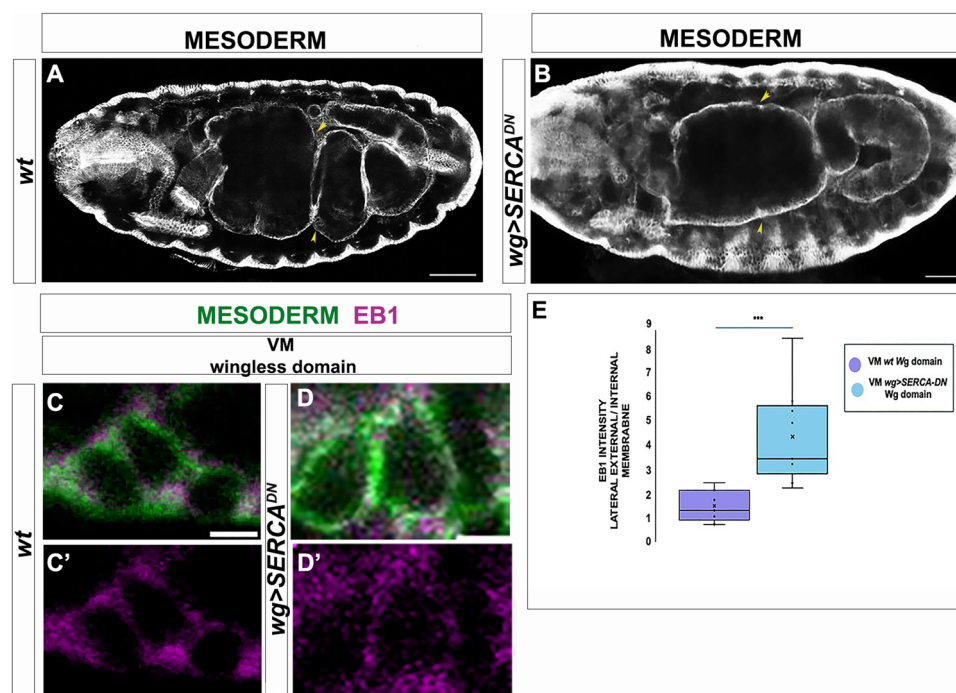 MESODERM
MESODERM
wt
A
wg>SERCA^DN
B
MESODERM EB1
VM
wingless domain
wt
C
wg>SERCA^DN
D
C'
D'
E
***
EB1 INTENSITY
LATERAL EXTERNAL/ INTERNAL
MEMBRABNE
9
8
7
6
5
4
3
2
1
0
VM wt Wg domain
VM wg>SERCA-DN
Wg domain